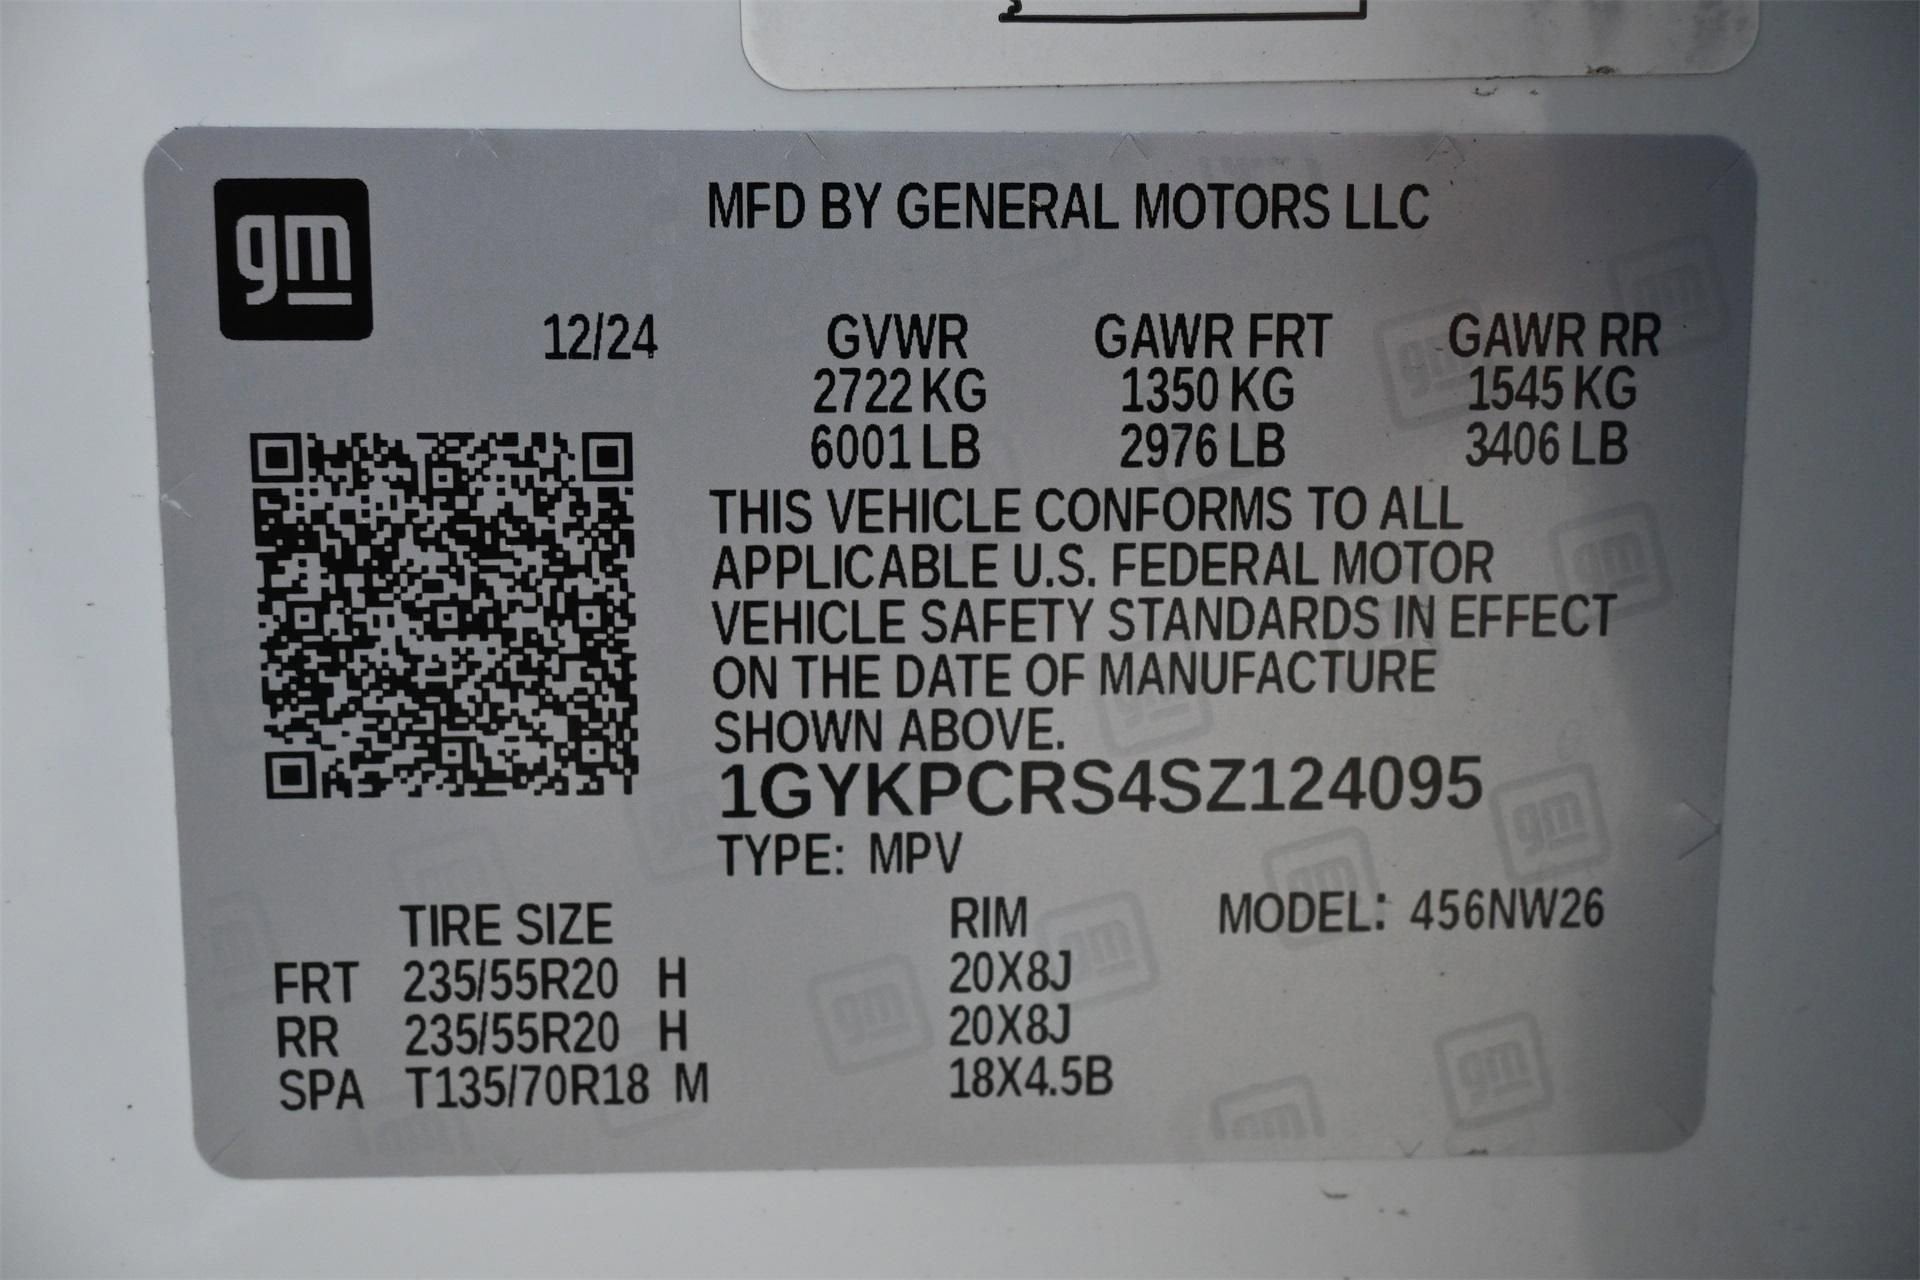 gm
MFD BY GENERAL MOTORS LLC
12/24 GVWR GAWR FRT GAWR RR
2722 KG 1350 KG 1545 KG
6001 LB 2976 LB 3406 LB
THIS VEHICLE CONFORMS TO ALL
APPLICABLE U.S. FEDERAL MOTOR
VEHICLE SAFETY STANDARDS IN EFFECT
ON THE DATE OF MANUFACTURE
SHOWN ABOVE.
1GYKPCRS4SZ124095
TYPE: MPV
TIRE SIZE RIM MODEL: 456NW26
FRT 235/55R20 H 20X8J
RR 235/55R20 H 20X8J
SPA T135/70R18 M 18X4.5B